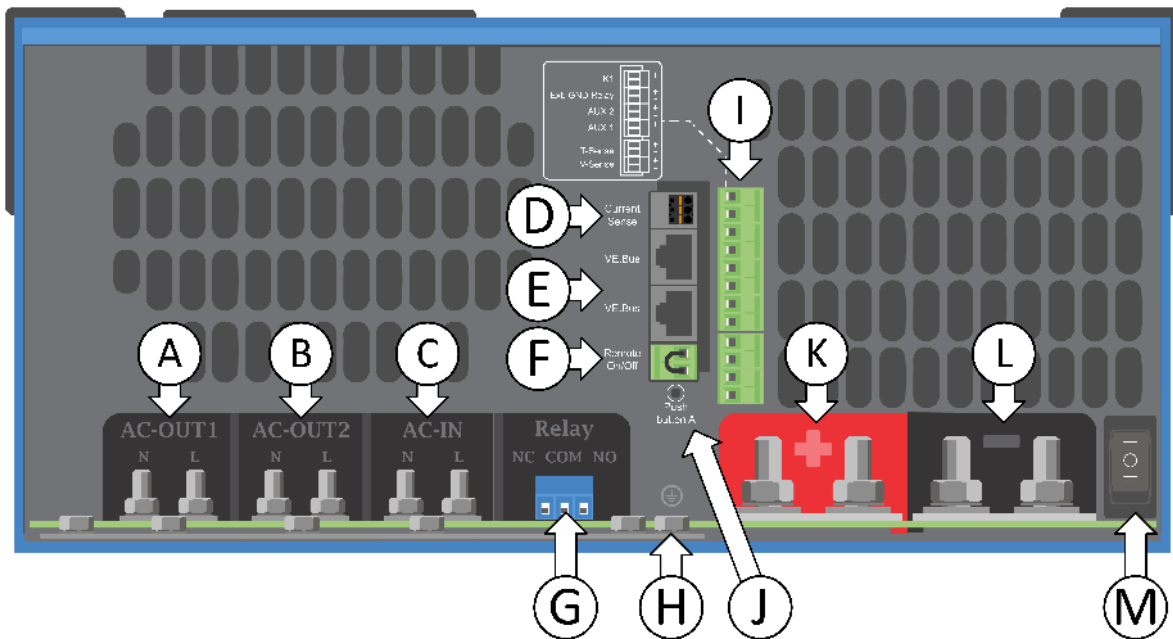 K1
Ext. GND Relay
AUX 2
AUX 1
T-Sense
V-Sense
I
D
Current
Sense
VE.Bus
E
VE.Bus
F
Remote
On/Off
Push
button A
A
B
C
K
L
AC-OUT1
N L
AC-OUT2
N L
AC-IN
N L
Relay
NC COM NO
G
H
J
M